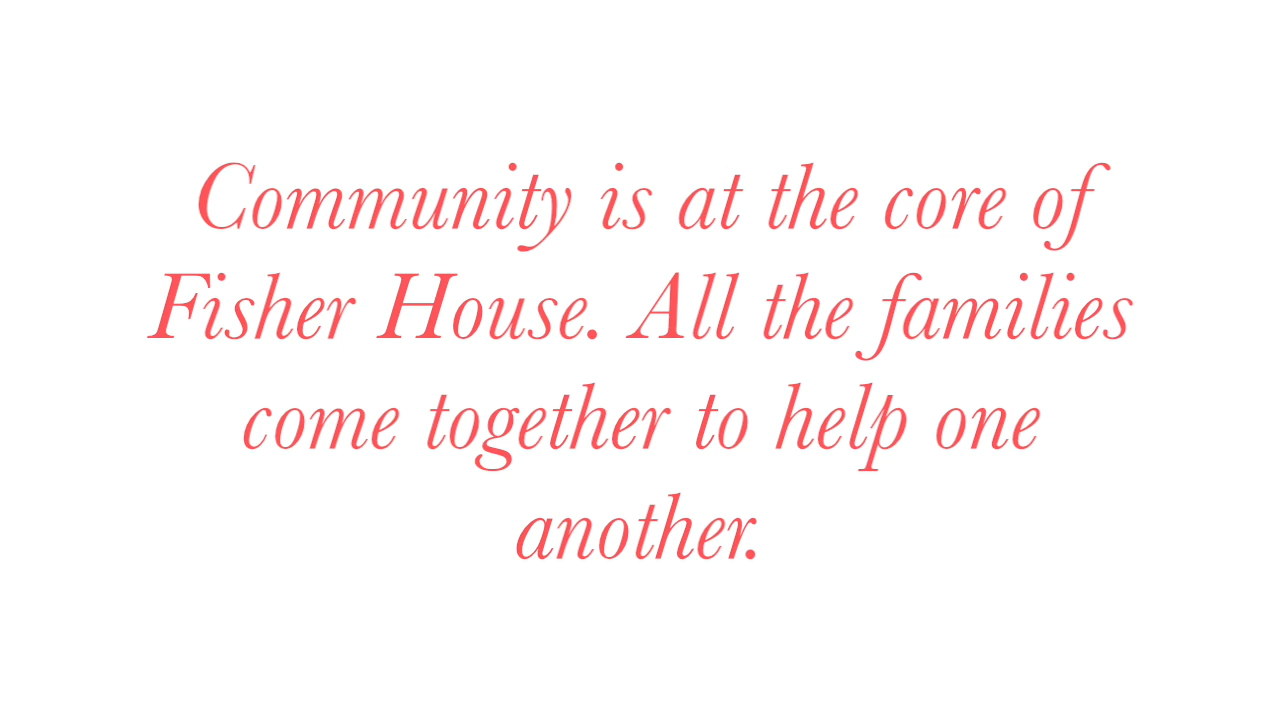 Community is at the core of
Fisher House. All the families
come together to help one
another.